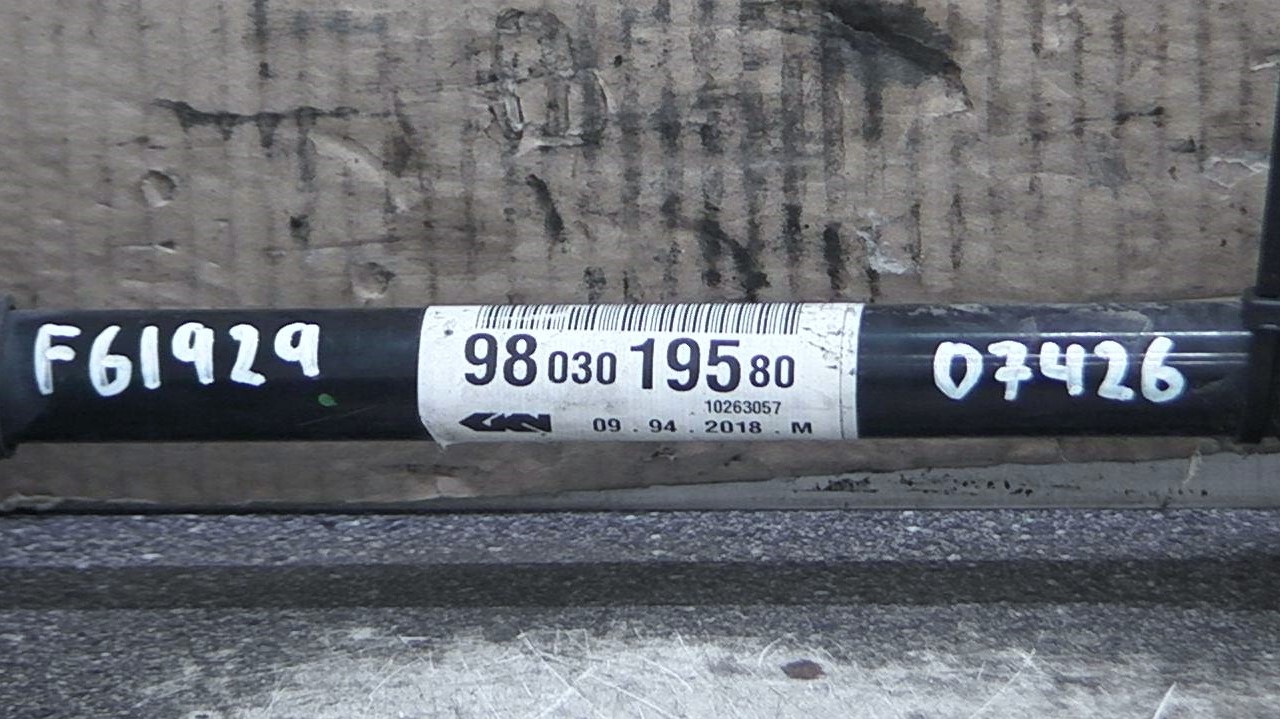 F61929
98 030 195 80
10263057
GKN 09 . 94 . 2018 . M
07426